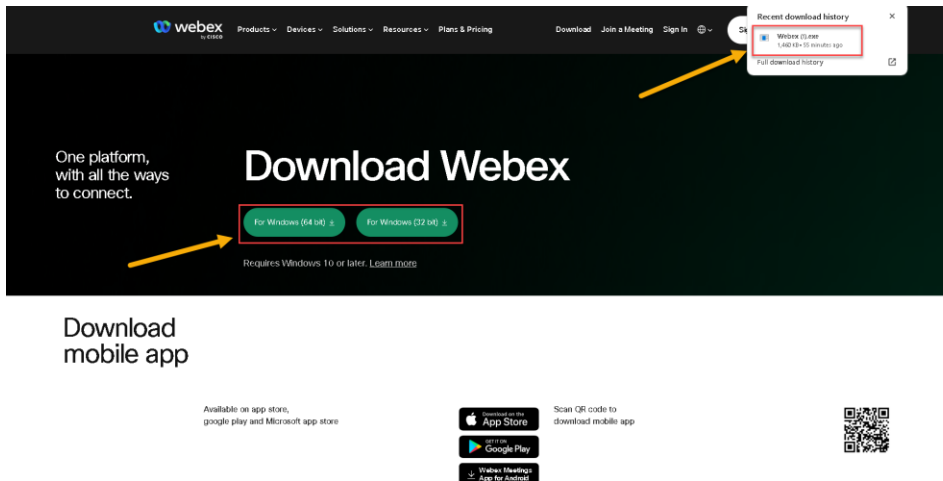 webex
by CISCO
Products
Devices
Solutions
Resources
Plans & Pricing
Download
Join a Meeting
Sign In
Recent download history
Webex (1).exe
1,460 KB • 55 minutes ago
Full download history
One platform,
with all the ways
to connect.
Download Webex
For Windows (64 bit)
For Windows (32 bit)
Requires Windows 10 or later. Learn more
Download
mobile app
Available on app store,
google play and Microsoft app store
Download on the
App Store
GET IT ON
Google Play
Webex Meetings
App for Android
Scan QR code to
download mobile app